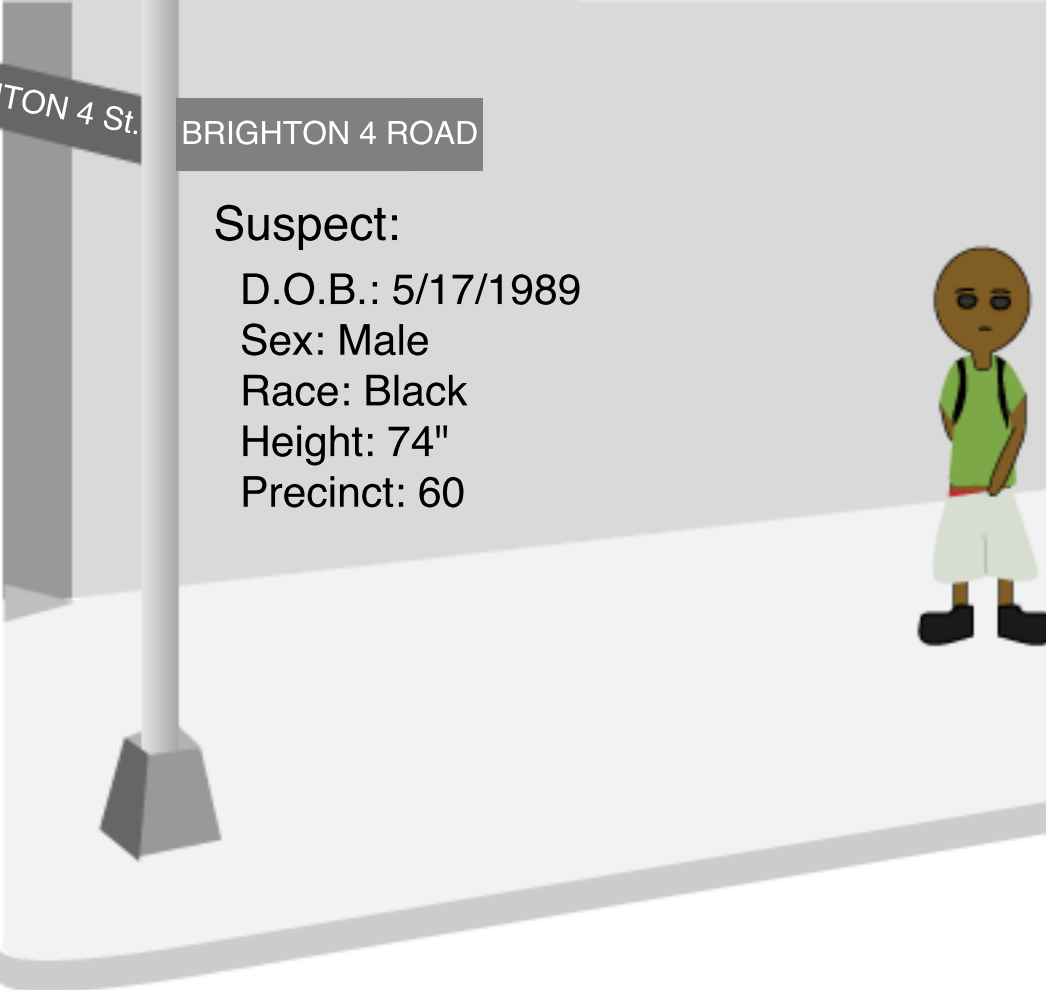 TON 4 St.
BRIGHTON 4 ROAD
Suspect:
D.O.B.: 5/17/1989
Sex: Male
Race: Black
Height: 74"
Precinct: 60